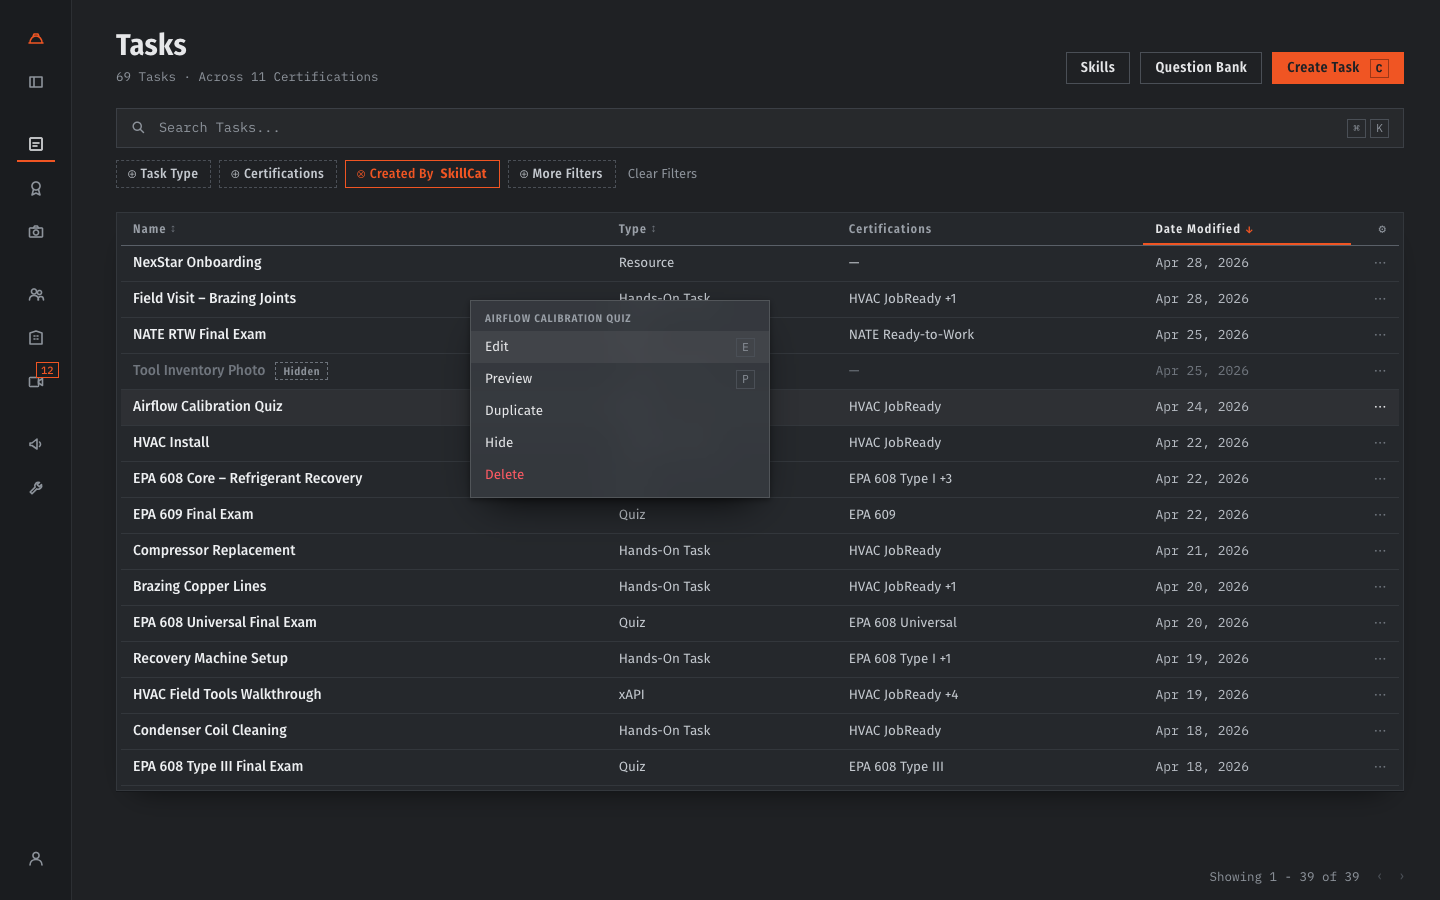 Tasks
69 Tasks · Across 11 Certifications
Skills
Question Bank
Create Task C
Search Tasks...
⌘ K
Task Type
Certifications
Created By SkillCat
More Filters
Clear Filters
Name Type Certifications Date Modified
NexStar Onboarding Resource — Apr 28, 2026 ···
Field Visit – Brazing Joints Hands-On Task HVAC JobReady +1 Apr 28, 2026 ···
NATE RTW Final Exam NATE Ready-to-Work Apr 25, 2026 ···
Tool Inventory Photo Hidden — Apr 25, 2026 ···
Airflow Calibration Quiz HVAC JobReady Apr 24, 2026 ···
HVAC Install HVAC JobReady Apr 22, 2026 ···
EPA 608 Core – Refrigerant Recovery EPA 608 Type I +3 Apr 22, 2026 ···
EPA 609 Final Exam Quiz EPA 609 Apr 22, 2026 ···
Compressor Replacement Hands-On Task HVAC JobReady Apr 21, 2026 ···
Brazing Copper Lines Hands-On Task HVAC JobReady +1 Apr 20, 2026 ···
EPA 608 Universal Final Exam Quiz EPA 608 Universal Apr 20, 2026 ···
Recovery Machine Setup Hands-On Task EPA 608 Type I +1 Apr 19, 2026 ···
HVAC Field Tools Walkthrough xAPI HVAC JobReady +4 Apr 19, 2026 ···
Condenser Coil Cleaning Hands-On Task HVAC JobReady Apr 18, 2026 ···
EPA 608 Type III Final Exam Quiz EPA 608 Type III Apr 18, 2026 ···
AIRFLOW CALIBRATION QUIZ
Edit E
Preview P
Duplicate
Hide
Delete
12
Showing 1 - 39 of 39 ‹ ›